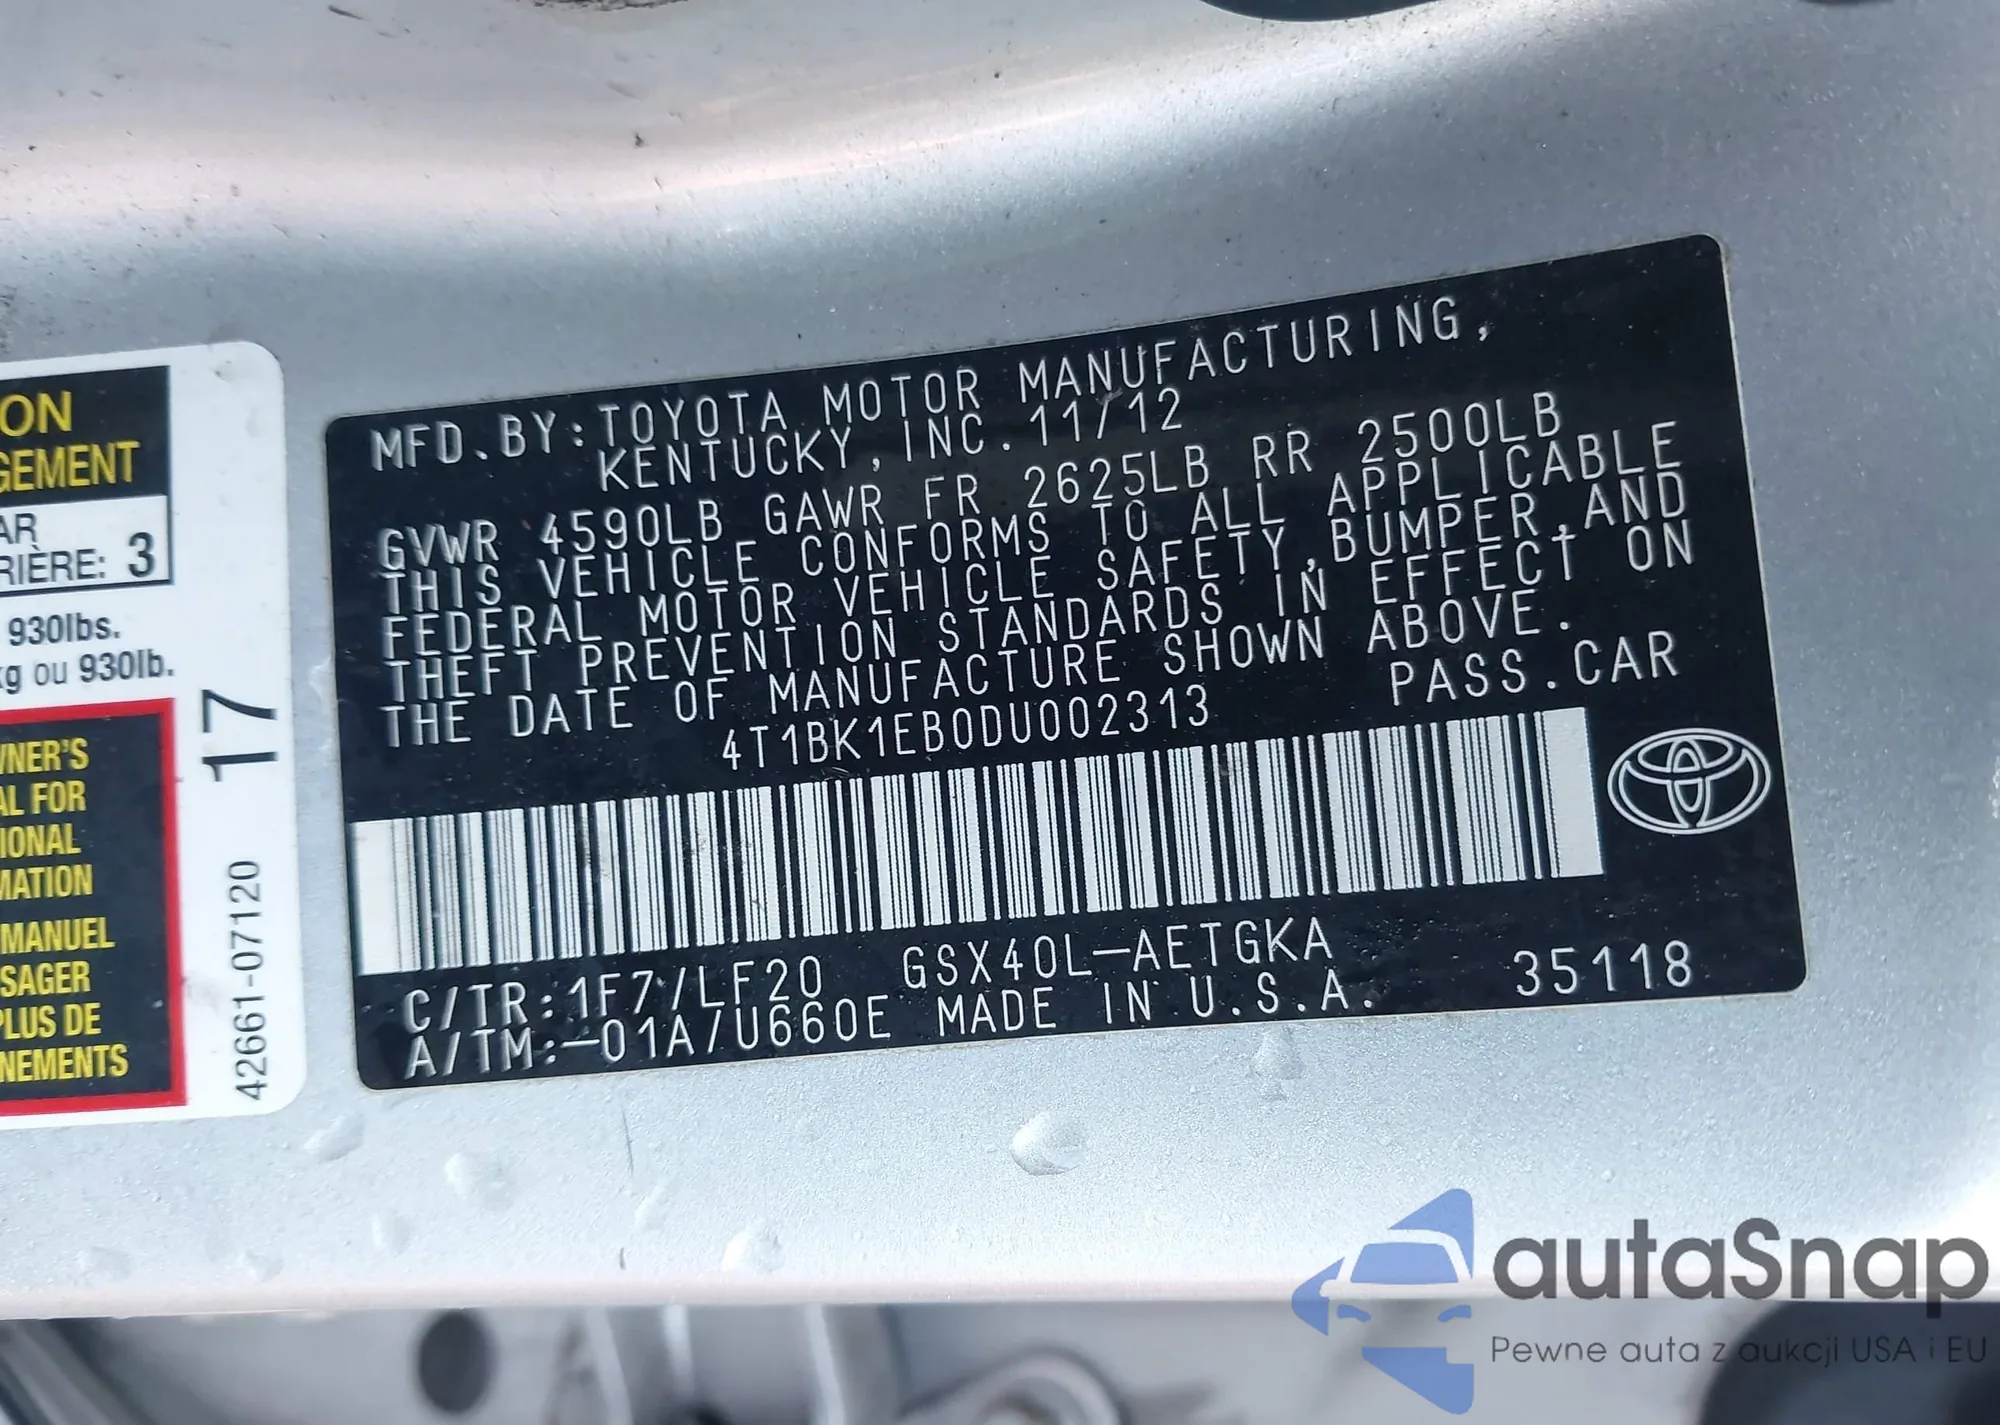 MFD.BY:TOYOTA MOTOR MANUFACTURING,
KENTUCKY,INC.11/12
GVWR 4590LB GAWR FR 2625LB RR 2500LB
THIS VEHICLE CONFORMS TO ALL APPLICABLE
FEDERAL MOTOR VEHICLE SAFETY,BUMPER,AND
THEFT PREVENTION STANDARDS IN EFFECT ON
THE DATE OF MANUFACTURE SHOWN ABOVE.
4T1BK1EB0DU002313 PASS.CAR
C/TR:1F7/LF20 GSX40L-AETGKA
A/TM:-01A/U660E MADE IN U.S.A. 35118
ON
GEMENT
AR
RIÈRE: 3
930lbs.
kg ou 930lb.
WNER'S
AL FOR
IONAL
MATION
MANUEL
SAGER
PLUS DE
NEMENTS
17
42661-07120
autaSnap
Pewne auta z aukcji USA i EU